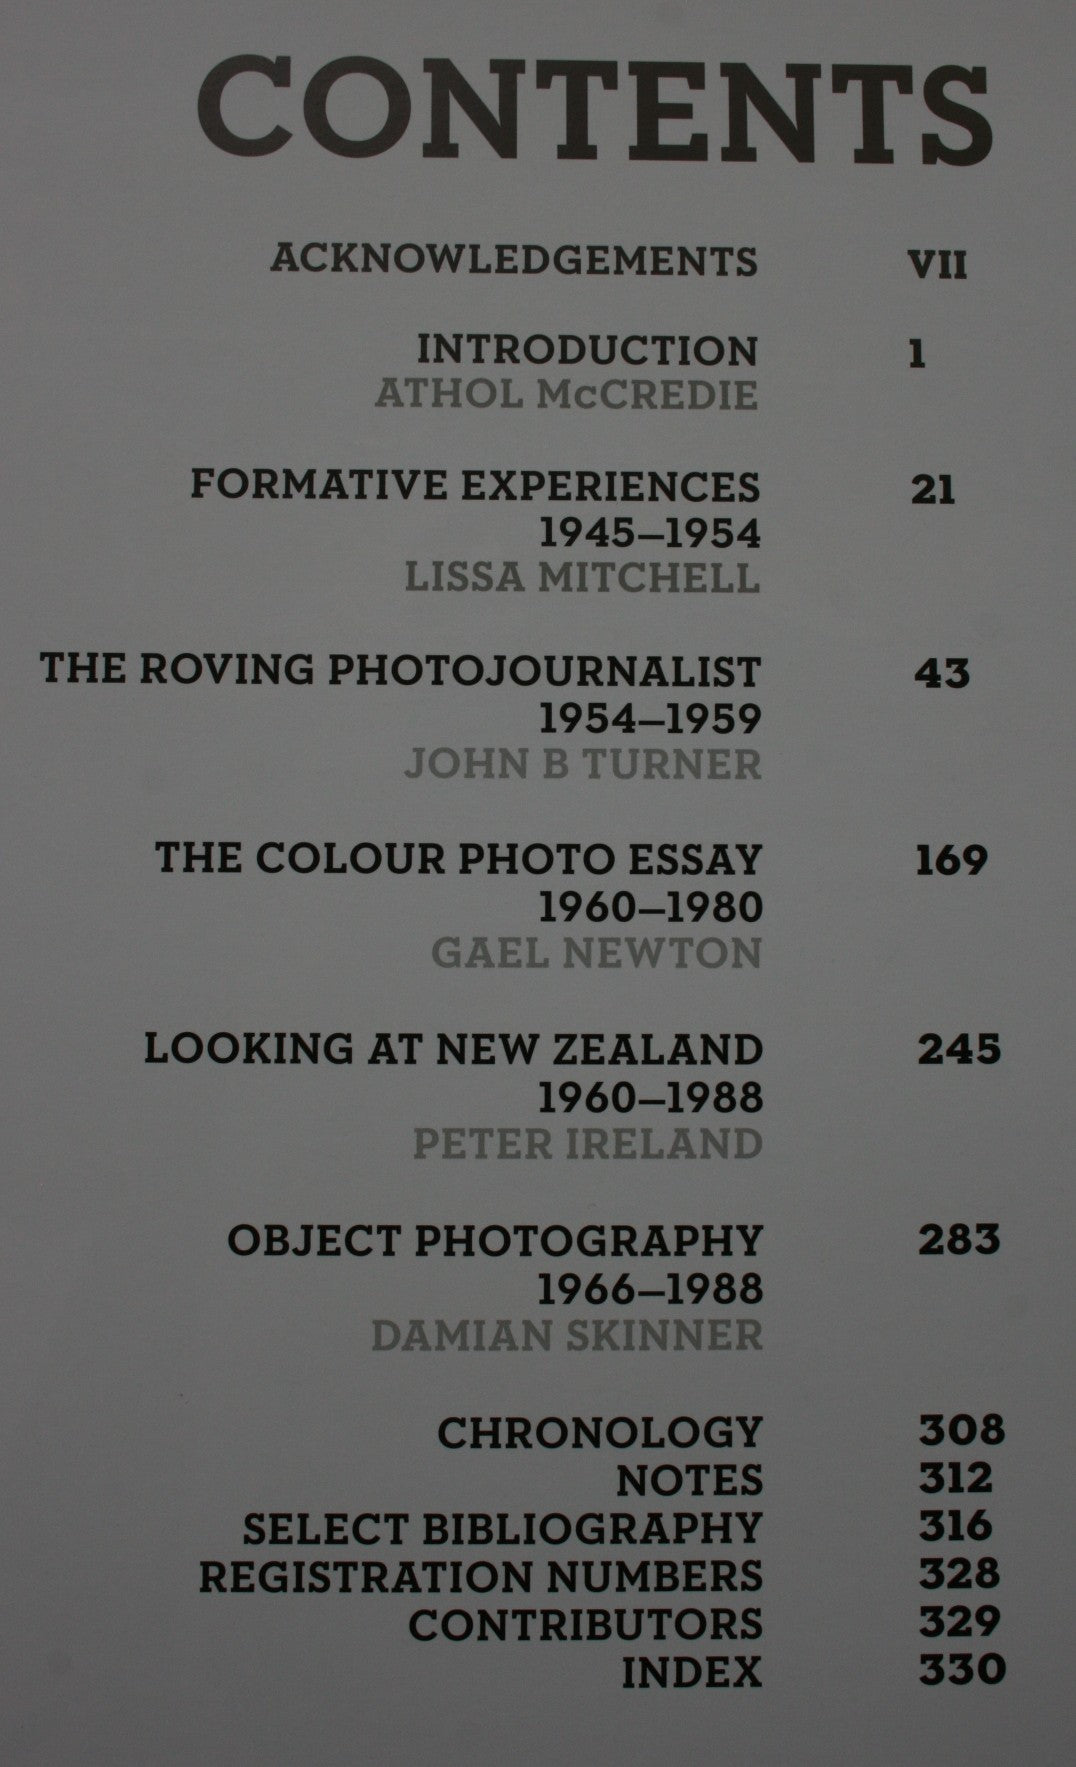 CONTENTS
ACKNOWLEDGEMENTS VII
INTRODUCTION 1
ATHOL McCREDIE
FORMATIVE EXPERIENCES 21
1945–1954
LISSA MITCHELL
THE ROVING PHOTOJOURNALIST 43
1954–1959
JOHN B TURNER
THE COLOUR PHOTO ESSAY 169
1960–1980
GAEL NEWTON
LOOKING AT NEW ZEALAND 245
1960–1988
PETER IRELAND
OBJECT PHOTOGRAPHY 283
1966–1988
DAMIAN SKINNER
CHRONOLOGY 308
NOTES 312
SELECT BIBLIOGRAPHY 316
REGISTRATION NUMBERS 328
CONTRIBUTORS 329
INDEX 330